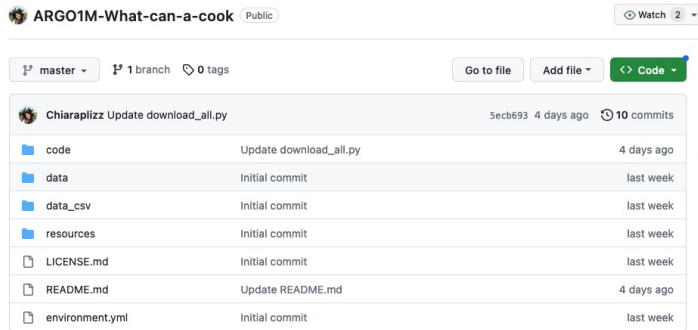 ARGO1M-What-can-a-cook Public Watch 2
master 1 branch 0 tags Go to file Add file <> Code
Chiaraplizz Update download_all.py 5ecb693 4 days ago 10 commits
code Update download_all.py 4 days ago
data Initial commit last week
data_csv Initial commit last week
resources Initial commit last week
LICENSE.md Initial commit last week
README.md Update README.md 4 days ago
environment.yml Initial commit last week